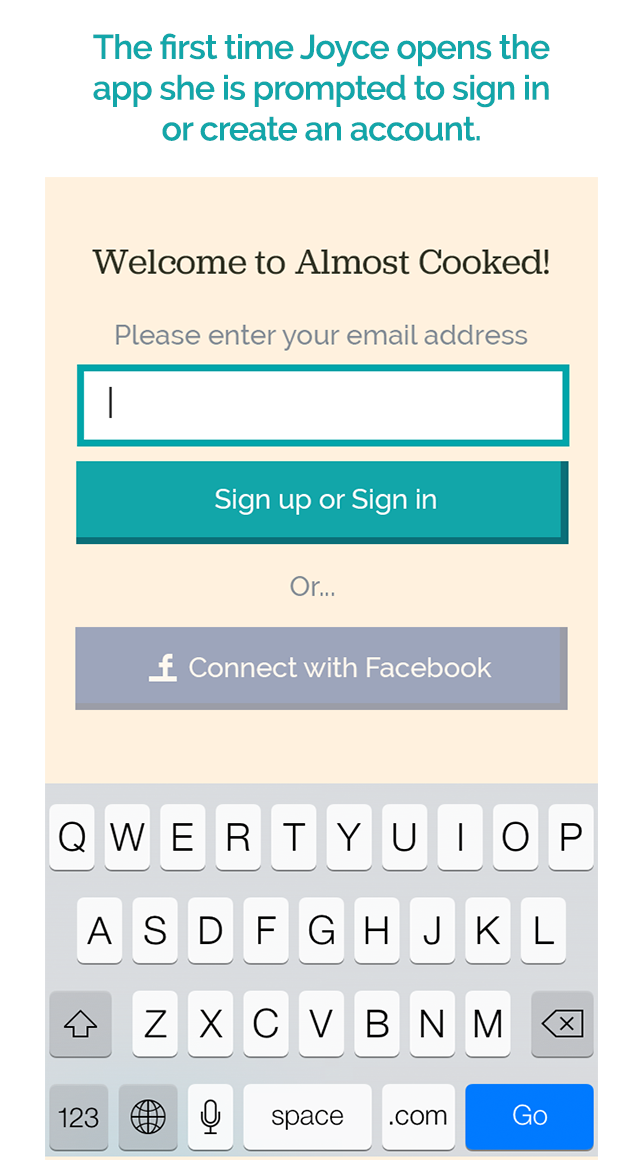 The first time Joyce opens the
app she is prompted to sign in
or create an account.
Welcome to Almost Cooked!
Please enter your email address
Sign up or Sign in
Or...
f Connect with Facebook
Q W E R T Y U I O P
A S D F G H J K L
Z X C V B N M
123 space .com Go